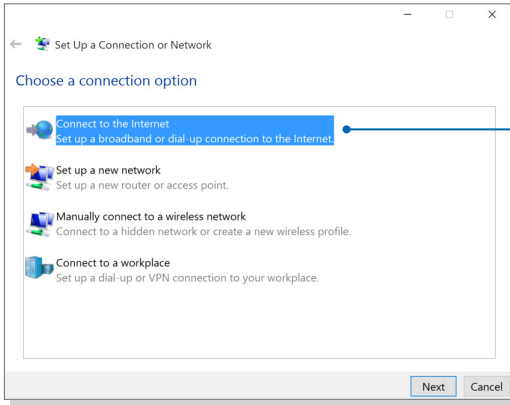 Set Up a Connection or Network
Choose a connection option
Connect to the Internet
Set up a broadband or dial-up connection to the Internet.
Set up a new network
Set up a new router or access point.
Manually connect to a wireless network
Connect to a hidden network or create a new wireless profile.
Connect to a workplace
Set up a dial-up or VPN connection to your workplace.
Next Cancel